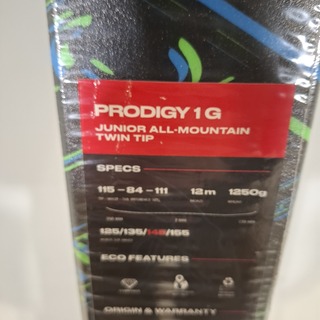 PRODIGY 1 G
JUNIOR ALL-MOUNTAIN
TWIN TIP
SPECS
115 – 84 – 111 12m 1250g
125/135/148/155
ECO FEATURES
ORIGIN & WARRANTY